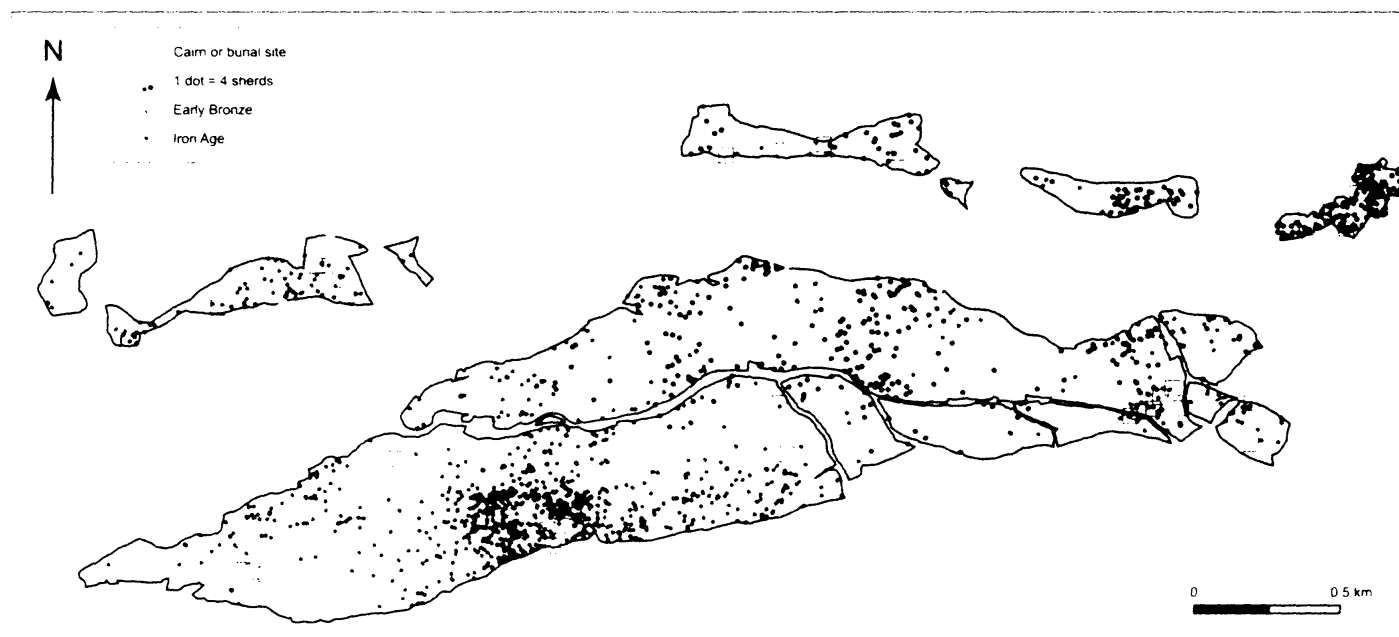 N
Cairn or burial site
1 dot = 4 sherds
Early Bronze
Iron Age
0 0 5 km